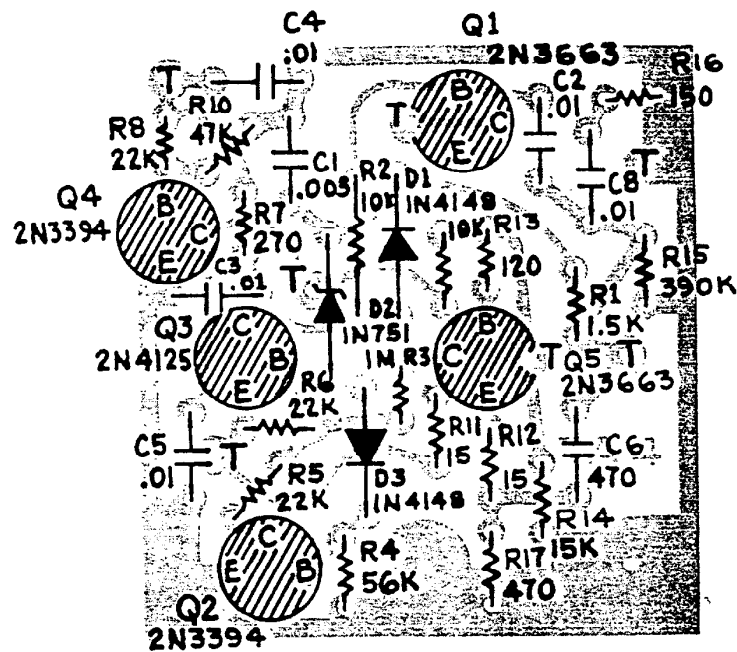 C4
.01
Q1
2N3663
R16
150
T
R10
47K
R8
22K
T
B
C
E
C2
.01
T
C1
.005
R2
10K
D1
1N4148
C8
.01
Q4
2N3394
B
C
E
R7
270
10K
R13
120
R15
390K
C3
.01
T
D2
1N751
R1
1.5K
Q3
2N4125
C
B
E
1M
R3
B
C
E
T
Q5
T
2N3663
R6
22K
C5
.01
T
R11
15
R12
15
C6
470
R5
22K
D3
1N4148
R14
15K
C
E
B
R4
56K
R17
470
Q2
2N3394